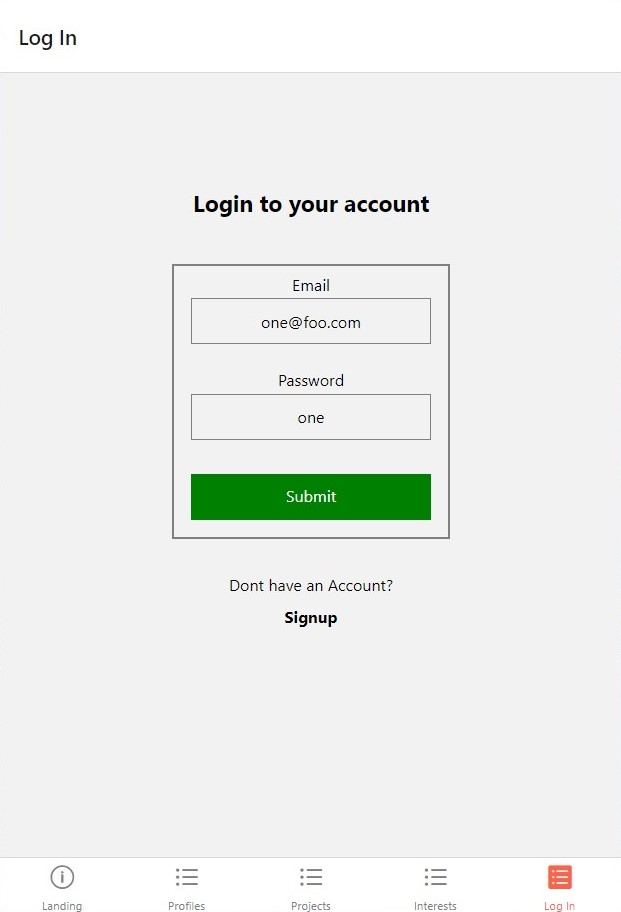 Log In
Login to your account
Email
one@foo.com
Password
one
Submit
Dont have an Account?
Signup
Landing
Profiles
Projects
Interests
Log In